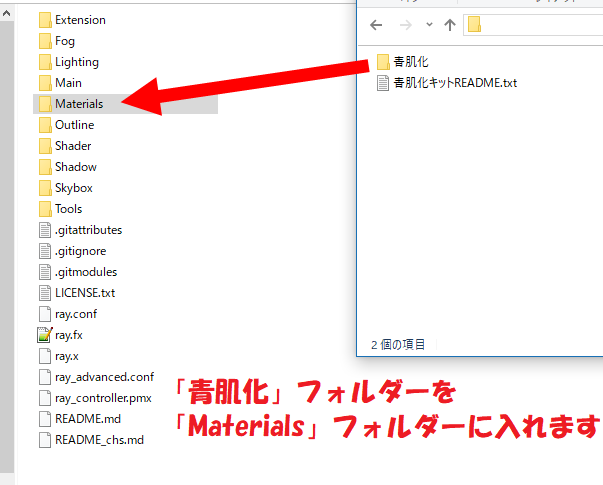 Extension
Fog
Lighting
Main
Materials
Outline
Shader
Shadow
Skybox
Tools
.gitattributes
.gitignore
.gitmodules
LICENSE.txt
ray.conf
ray.fx
ray.x
ray_advanced.conf
ray_controller.pmx
README.md
README_chs.md
青肌化
青肌化キットREADME.txt
2 個の項目
「青肌化」フォルダーを
「Materials」フォルダーに入れます